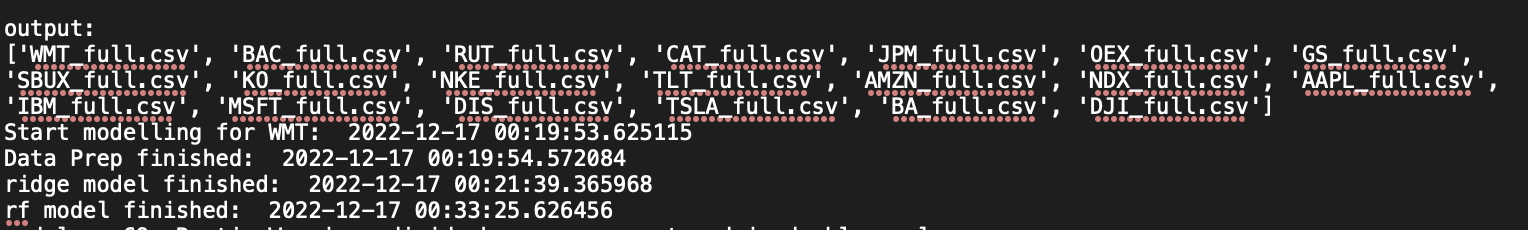 output:
['WMT_full.csv', 'BAC_full.csv', 'RUT_full.csv', 'CAT_full.csv', 'JPM_full.csv', 'OEX_full.csv', 'GS_full.csv',
'SBUX_full.csv', 'KO_full.csv', 'NKE_full.csv', 'TLT_full.csv', 'AMZN_full.csv', 'NDX_full.csv', 'AAPL_full.csv',
'IBM_full.csv', 'MSFT_full.csv', 'DIS_full.csv', 'TSLA_full.csv', 'BA_full.csv', 'DJI_full.csv']
Start modelling for WMT:  2022-12-17 00:19:53.625115
Data Prep finished:  2022-12-17 00:19:54.572084
ridge model finished:  2022-12-17 00:21:39.365968
rf model finished:  2022-12-17 00:33:25.626456